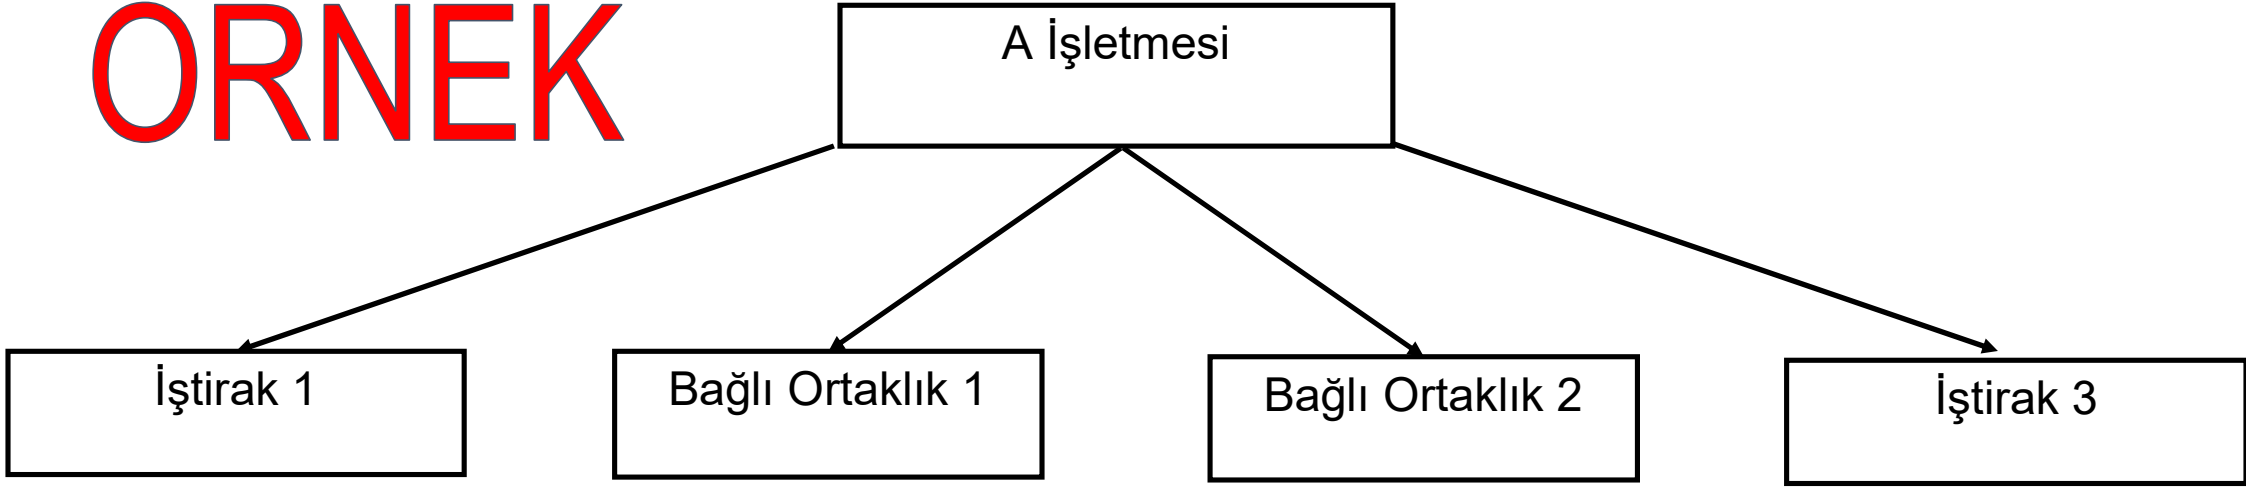 ORNEK
A İşletmesi
İştirak 1
Bağlı Ortaklık 1
Bağlı Ortaklık 2
İştirak 3